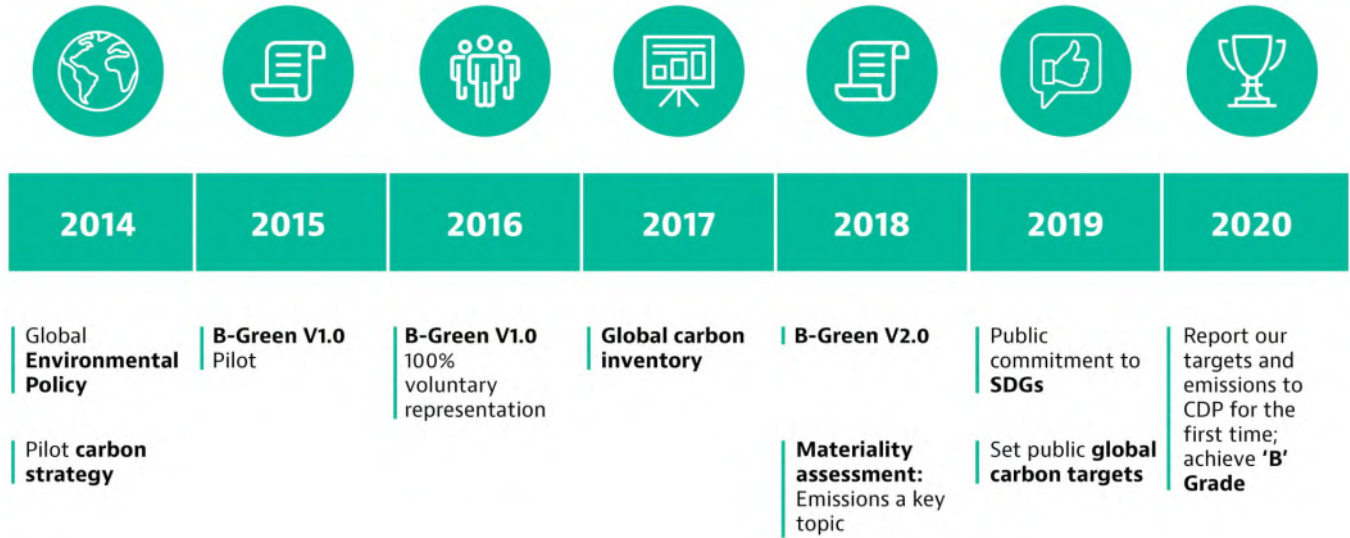 2014
2015
2016
2017
2018
2019
2020
Global
Environmental
Policy
Pilot carbon
strategy
B-Green V1.0
Pilot
B-Green V1.0
100%
voluntary
representation
Global carbon
inventory
B-Green V2.0
Materiality
assessment:
Emissions a key
topic
Public
commitment to
SDGs
Set public global
carbon targets
Report our
targets and
emissions to
CDP for the
first time;
achieve ‘B’
Grade